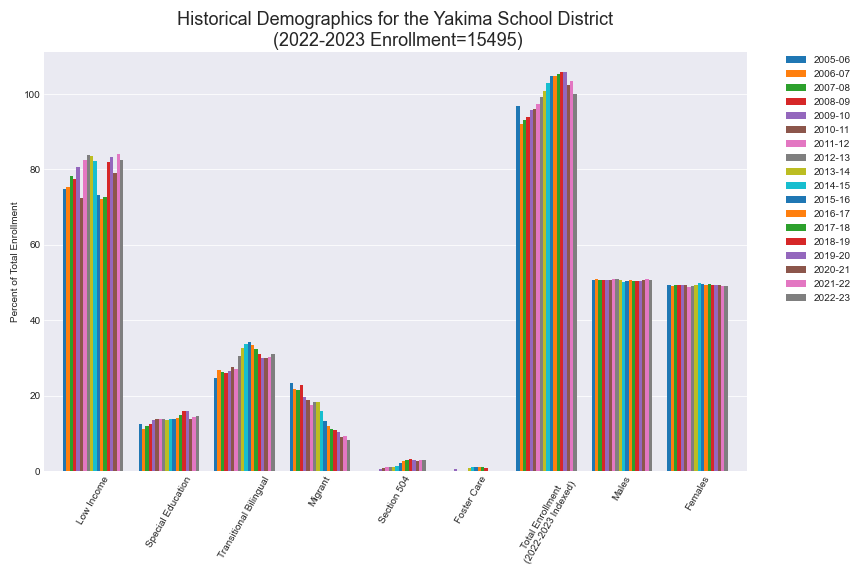 Historical Demographics for the Yakima School District
(2022-2023 Enrollment=15495)
Percent of Total Enrollment
100
80
60
40
20
0
Low Income
Special Education
Transitional Bilingual
Migrant
Section 504
Foster Care
Total Enrollment
(2022-2023 Indexed)
Males
Females
2005-06
2006-07
2007-08
2008-09
2009-10
2010-11
2011-12
2012-13
2013-14
2014-15
2015-16
2016-17
2017-18
2018-19
2019-20
2020-21
2021-22
2022-23